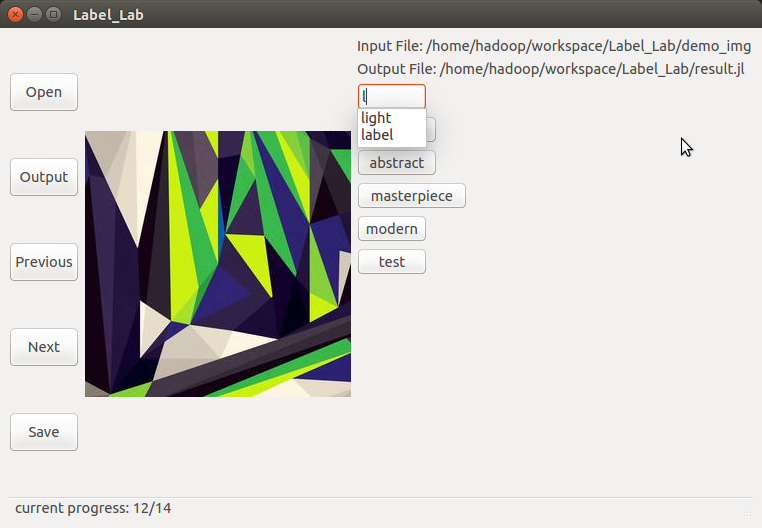 Label_Lab
Input File: /home/hadoop/workspace/Label_Lab/demo_img
Output File: /home/hadoop/workspace/Label_Lab/result.jl
Open
Output
Previous
Next
Save
l
light
label
abstract
masterpiece
modern
test
current progress: 12/14